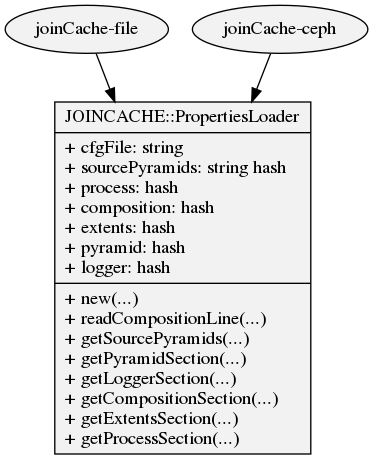 joinCache-file
joinCache-ceph
JOINCACHE::PropertiesLoader
+ cfgFile: string
+ sourcePyramids: string hash
+ process: hash
+ composition: hash
+ extents: hash
+ pyramid: hash
+ logger: hash
+ new(...)
+ readCompositionLine(...)
+ getSourcePyramids(...)
+ getPyramidSection(...)
+ getLoggerSection(...)
+ getCompositionSection(...)
+ getExtentsSection(...)
+ getProcessSection(...)